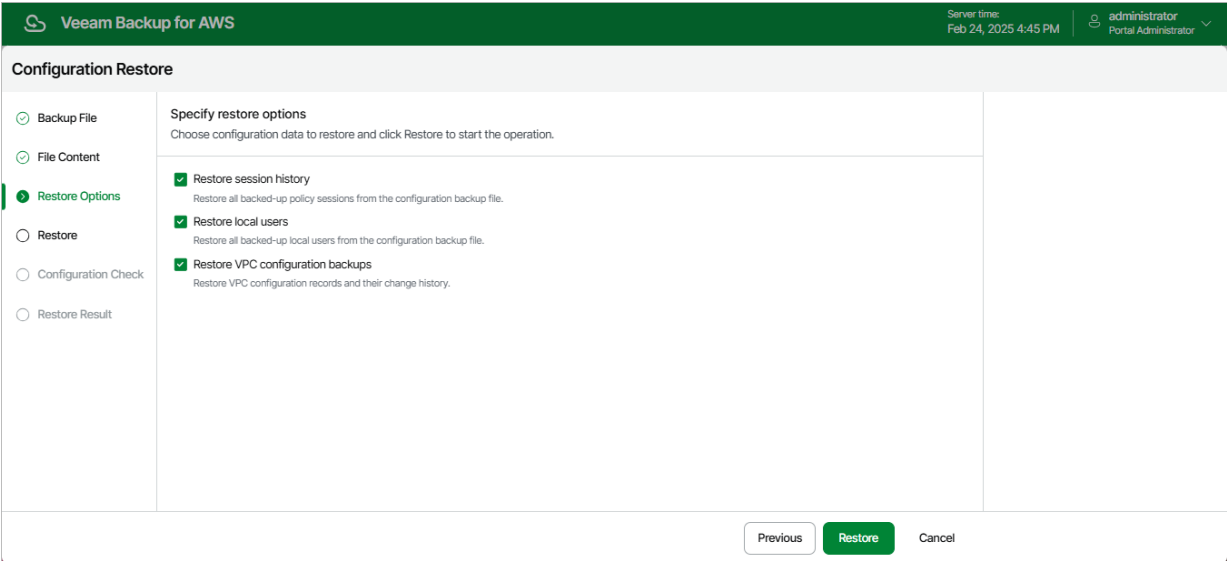 Veeam Backup for AWS
Server time:
Feb 24, 2025 4:45 PM
administrator
Portal Administrator
Configuration Restore
Backup File
File Content
Restore Options
Restore
Configuration Check
Restore Result
Specify restore options
Choose configuration data to restore and click Restore to start the operation.
Restore session history
Restore all backed-up policy sessions from the configuration backup file.
Restore local users
Restore all backed-up local users from the configuration backup file.
Restore VPC configuration backups
Restore VPC configuration records and their change history.
Previous
Restore
Cancel